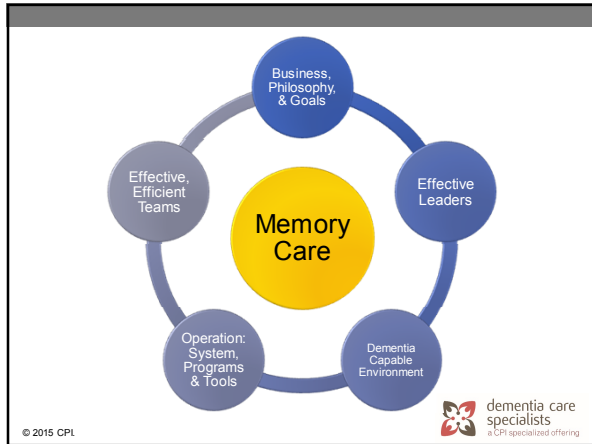 Business,
Philosophy,
& Goals
Effective
Leaders
Dementia
Capable
Environment
Operation:
System,
Programs
& Tools
Effective,
Efficient
Teams
Memory
Care
© 2015 CPI.
dementia care
specialists
a CPI specialized offering